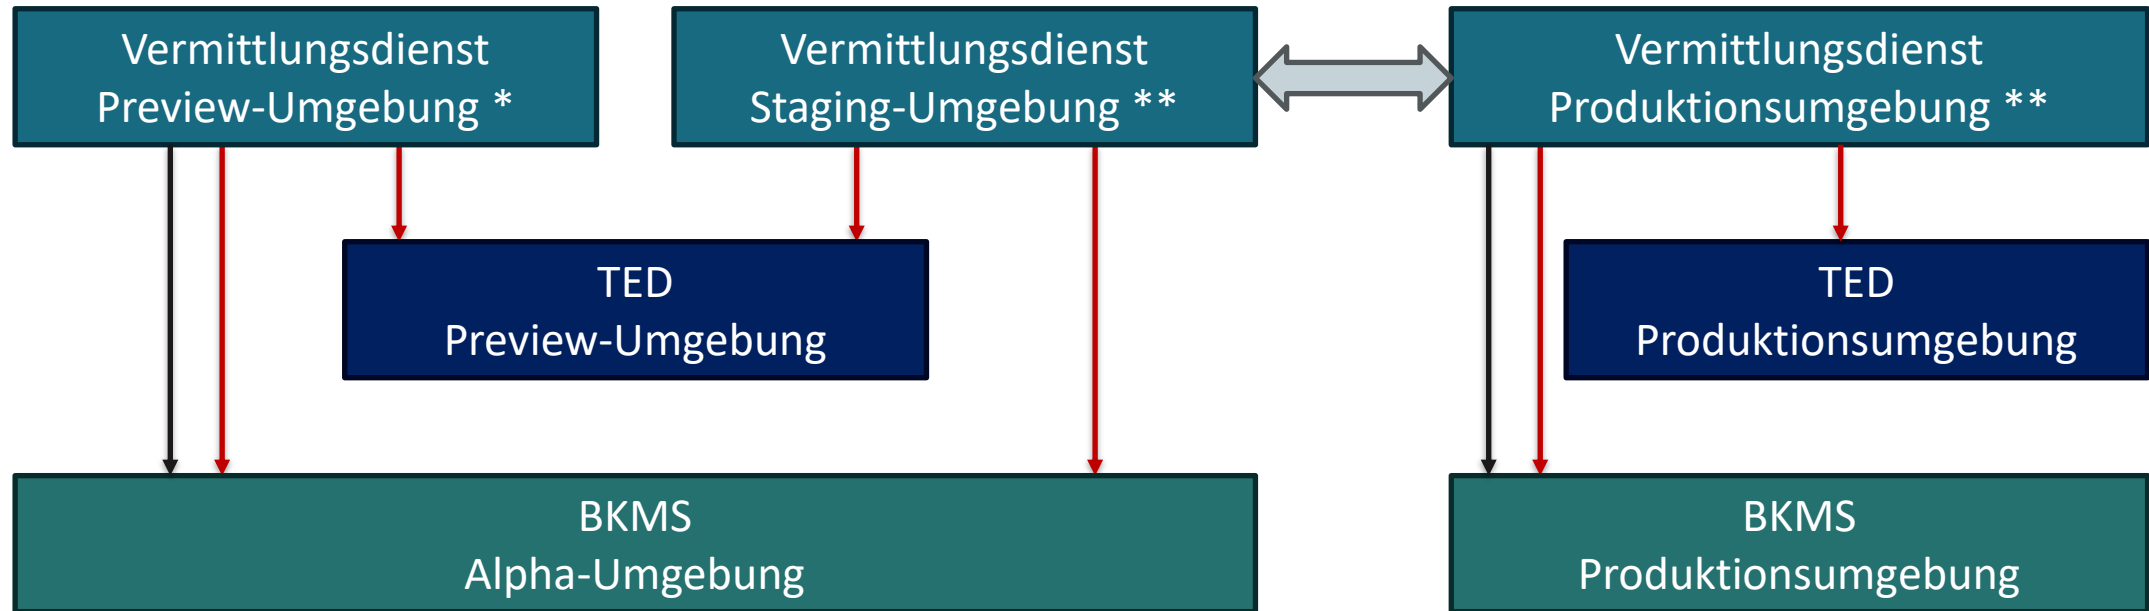 Vermittlungsdienst
Preview-Umgebung *
Vermittlungsdienst
Staging-Umgebung **
Vermittlungsdienst
Produktionsumgebung **
TED
Preview-Umgebung
TED
Produktionsumgebung
BKMS
Alpha-Umgebung
BKMS
Produktionsumgebung